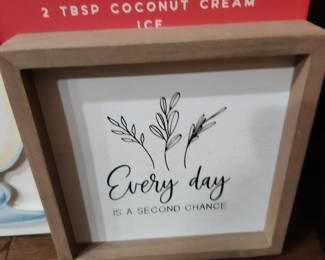 2 TBSP COCONUT CREAM
ICE
Every day
IS A SECOND CHANCE